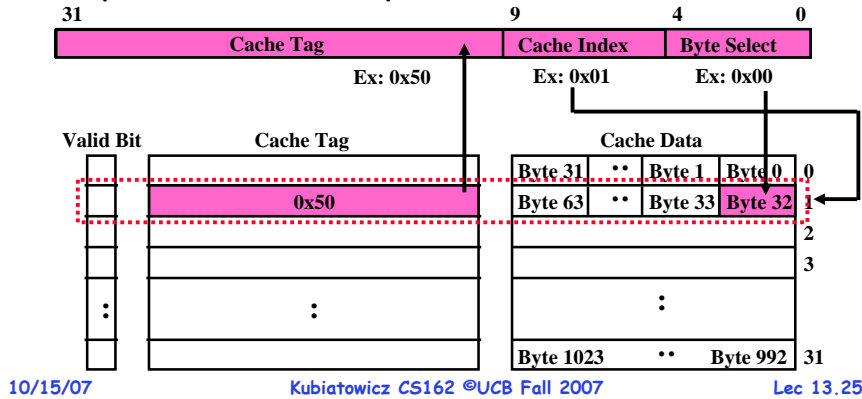 31 9 4 0
Cache Tag Cache Index Byte Select
Ex: 0x50 Ex: 0x01 Ex: 0x00
Valid Bit Cache Tag Cache Data
Byte 31 ·· Byte 1 Byte 0 0
0x50 Byte 63 ·· Byte 33 Byte 32 1
2
3
: : :
Byte 1023 ·· Byte 992 31
10/15/07 Kubiatowicz CS162 ©UCB Fall 2007 Lec 13.25